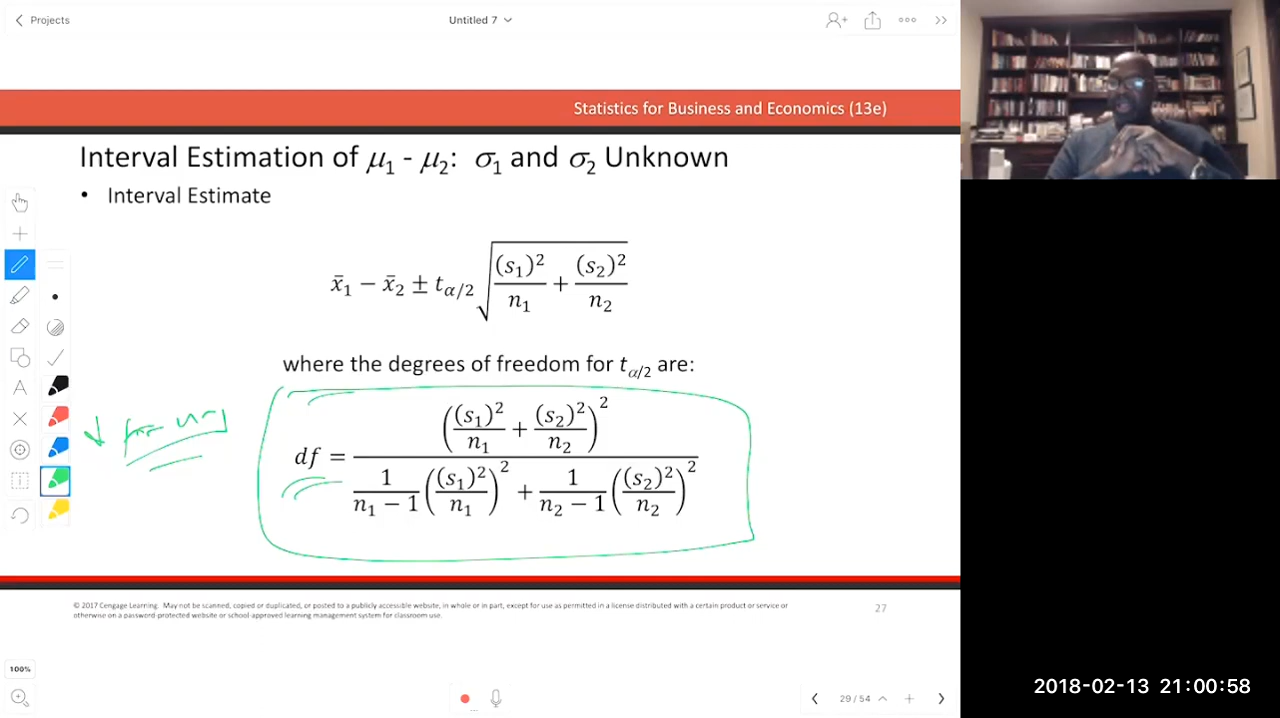 Projects
Untitled 7
Statistics for Business and Economics (13e)
Interval Estimation of μ₁ - μ₂: σ₁ and σ₂ Unknown
• Interval Estimate
x̄₁ − x̄₂ ± t_α/2 √((s₁)²/n₁ + (s₂)²/n₂)
where the degrees of freedom for t_α/2 are:
df = ((s₁)²/n₁ + (s₂)²/n₂)² / (1/(n₁ − 1) ((s₁)²/n₁)² + 1/(n₂ − 1) ((s₂)²/n₂)²)
© 2017 Cengage Learning. May not be scanned, copied or duplicated, or posted to a publicly accessible website, in whole or in part, except for use as permitted in a license distributed with a certain product or service or
otherwise on a password-protected website or school-approved learning management system for classroom use.
27
100%
29 / 54
2018-02-13 21:00:58